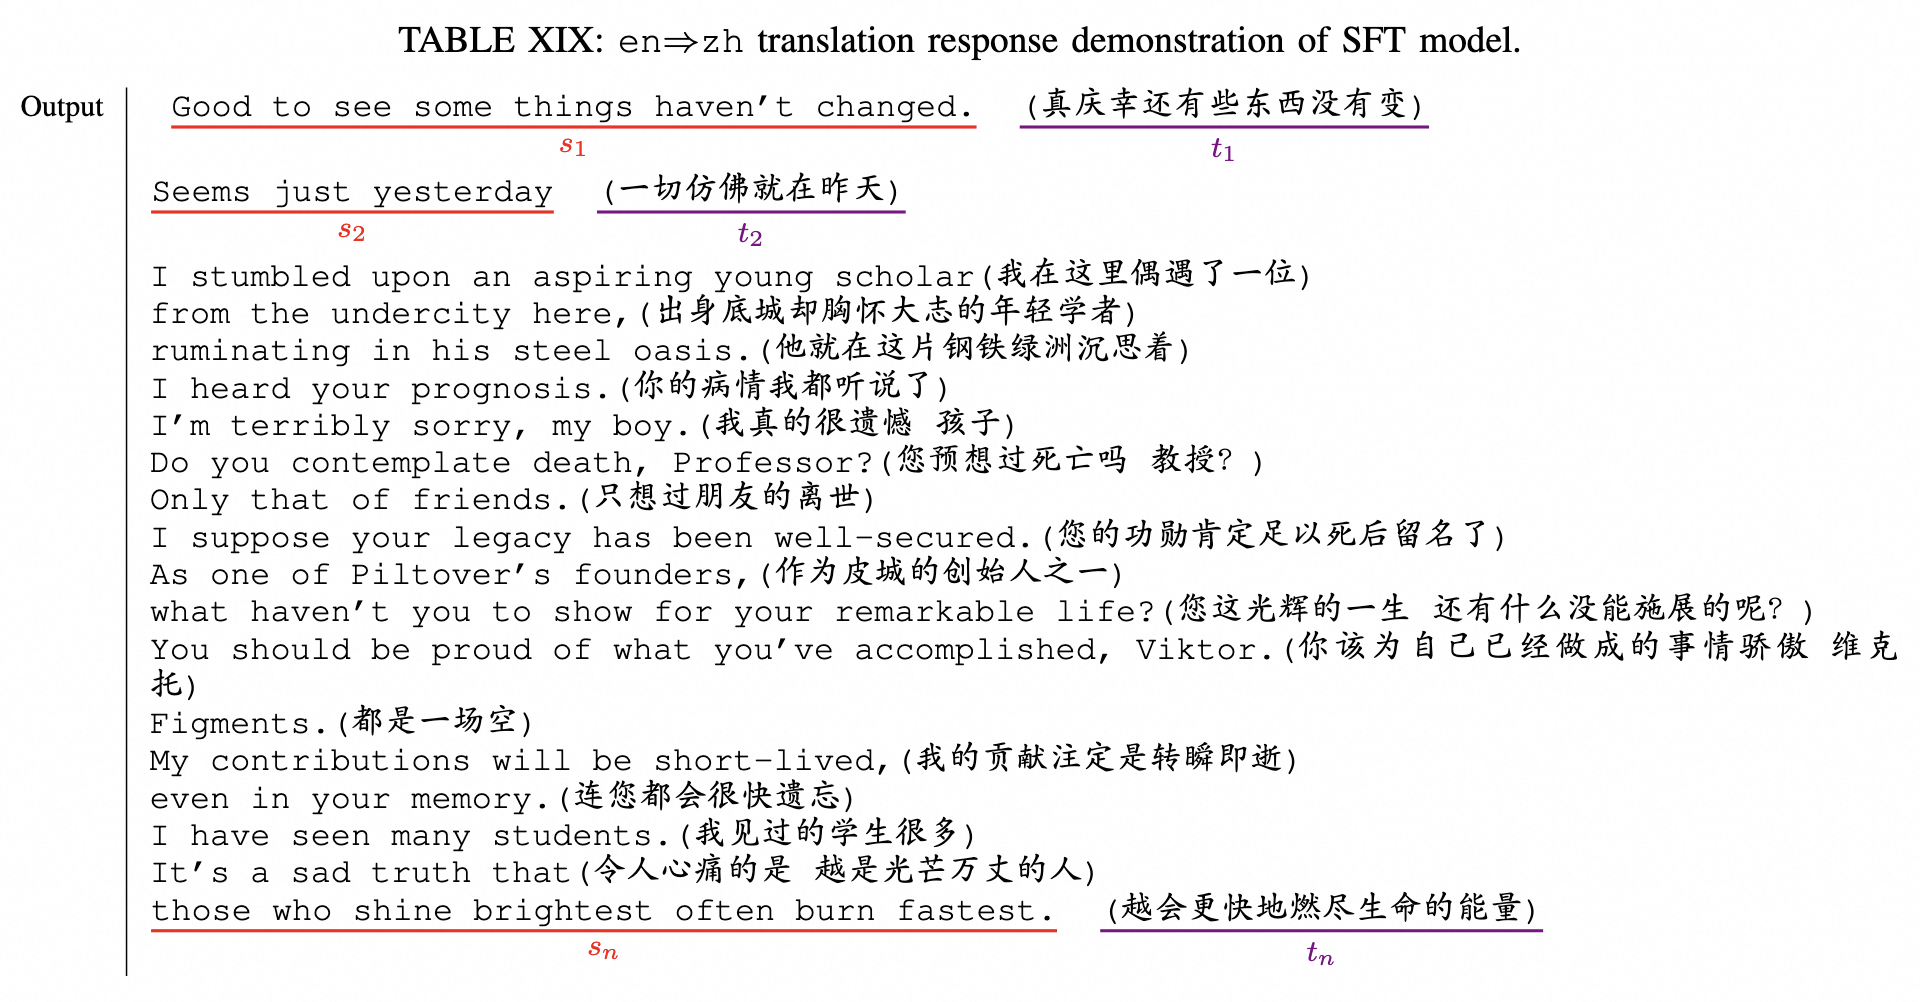 TABLE XIX: en⇒zh translation response demonstration of SFT model.
Output Good to see some things haven't changed. (真庆幸还有些东西没有变)
s1 t1
Seems just yesterday (一切仿佛就在昨天)
s2 t2
I stumbled upon an aspiring young scholar(我在这里偶遇了一位)
from the undercity here,(出身底城却胸怀大志的年轻学者)
ruminating in his steel oasis.(他就在这片钢铁绿洲沉思着)
I heard your prognosis.(你的病情我都听说了)
I'm terribly sorry, my boy.(我真的很遗憾 孩子)
Do you contemplate death, Professor?(您预想过死亡吗 教授? )
Only that of friends.(只想过朋友的离世)
I suppose your legacy has been well-secured.(您的功勋肯定足以死后留名了)
As one of Piltover's founders,(作为皮城的创始人之一)
what haven't you to show for your remarkable life?(您这光辉的一生 还有什么没能施展的呢? )
You should be proud of what you've accomplished, Viktor.(你该为自己已经做成的事情骄傲 维克
托)
Figments.(都是一场空)
My contributions will be short-lived,(我的贡献注定是转瞬即逝)
even in your memory.(连您都会很快遗忘)
I have seen many students.(我见过的学生很多)
It's a sad truth that(令人心痛的是 越是光芒万丈的人)
those who shine brightest often burn fastest. (越会更快地燃尽生命的能量)
sn tn